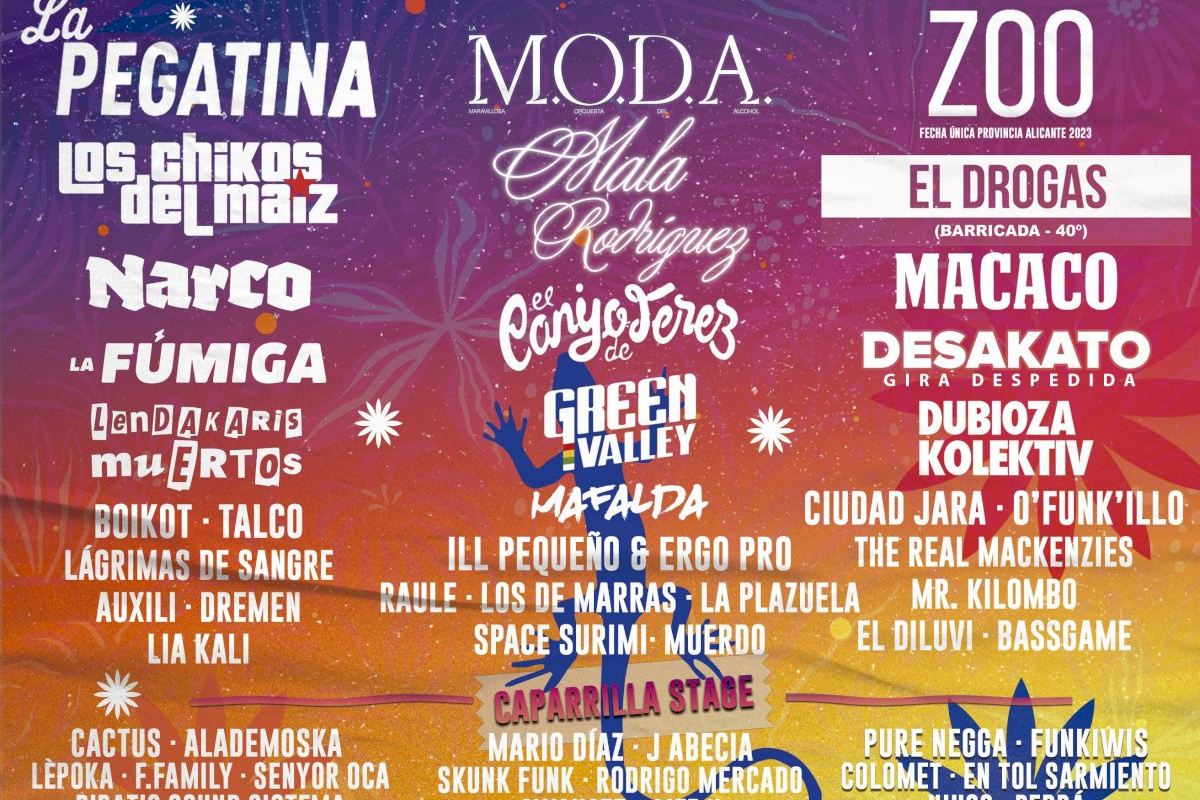 La
PEGATINA
LOS CHIKOS
DEL MAÍZ
NARCO
LA FÚMIGA
LENDAKARIS
MUERTOS
BOIKOT · TALCO
LÁGRIMAS DE SANGRE
AUXILI · DREMEN
LIA KALI
LA
M.O.D.A.
MARAVILLOSA ORQUESTA DEL ALCOHOL
Mala
Rodríguez
el Canijo de Jerez
GREEN
VALLEY
MAFALDA
ILL PEQUEÑO & ERGO PRO
RAULE · LOS DE MARRAS · LA PLAZUELA
SPACE SURIMI · MUERDO
ZOO
FECHA ÚNICA PROVINCIA ALICANTE 2023
EL DROGAS
(BARRICADA - 40º)
MACACO
DESAKATO
GIRA DESPEDIDA
DUBIOZA
KOLEKTIV
CIUDAD JARA · O'FUNK'ILLO
THE REAL MACKENZIES
MR. KILOMBO
EL DILUVI · BASSGAME
CAPARRILLA STAGE
CACTUS · ALADEMOSKA
LÈPOKA · F.FAMILY · SENYOR OCA
MARIO DÍAZ · J ABECIA
SKUNK FUNK · RODRIGO MERCADO
PURE NEGGA · FUNKIWIS
COLOMET · EN TOL SARMIENTO